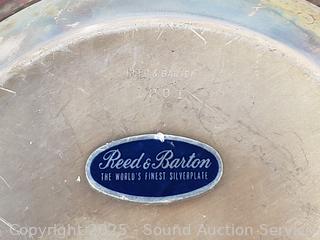 REED & BARTON
Reed & Barton
THE WORLD'S FINEST SILVERPLATE
Copyright 2025 - Sound Auction Service